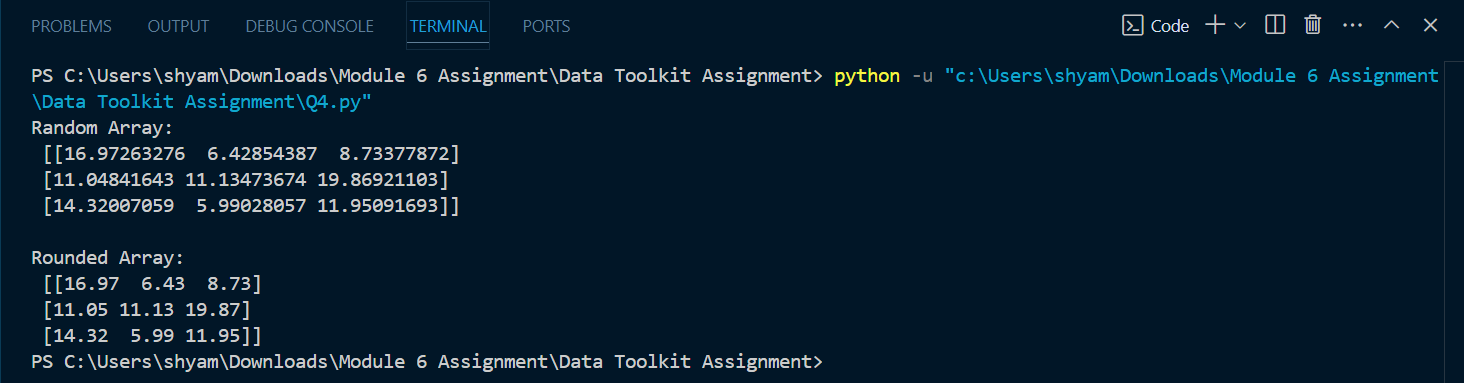 PROBLEMS OUTPUT DEBUG CONSOLE TERMINAL PORTS Code
PS C:\Users\shyam\Downloads\Module 6 Assignment\Data Toolkit Assignment> python -u "c:\Users\shyam\Downloads\Module 6 Assignment
\Data Toolkit Assignment\Q4.py"
Random Array:
 [[16.97263276  6.42854387  8.73377872]
 [11.04841643 11.13473674 19.86921103]
 [14.32007059  5.99028057 11.95091693]]

Rounded Array:
 [[16.97  6.43  8.73]
 [11.05 11.13 19.87]
 [14.32  5.99 11.95]]
PS C:\Users\shyam\Downloads\Module 6 Assignment\Data Toolkit Assignment>